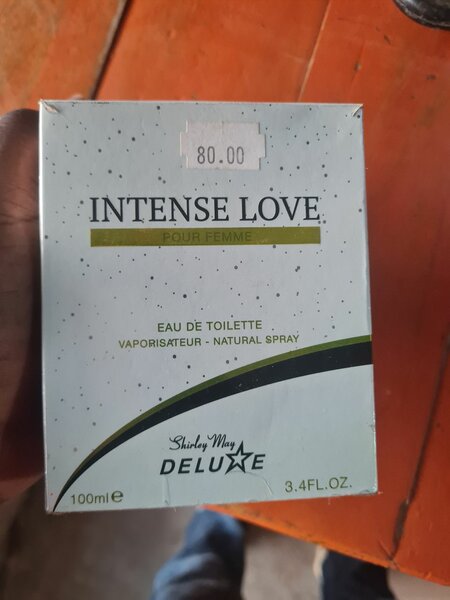 80.00
INTENSE LOVE
POUR FEMME
EAU DE TOILETTE
VAPORISATEUR - NATURAL SPRAY
Shirley May
DELUXE
100ml℮
3.4FL.OZ.